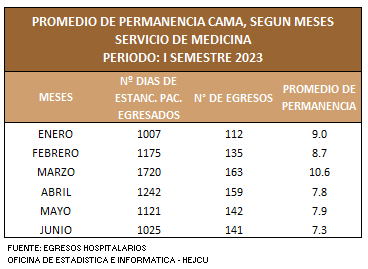 PROMEDIO DE PERMANENCIA CAMA, SEGUN MESES
SERVICIO DE MEDICINA
PERIODO: I SEMESTRE 2023
MESES Nº DIAS DE ESTANC. PAC. EGRESADOS N° DE EGRESOS PROMEDIO DE PERMANENCIA
ENERO 1007 112 9.0
FEBRERO 1175 135 8.7
MARZO 1720 163 10.6
ABRIL 1242 159 7.8
MAYO 1121 142 7.9
JUNIO 1025 141 7.3
FUENTE: EGRESOS HOSPITALARIOS
OFICINA DE ESTADISTICA E INFORMATICA - HEJCU